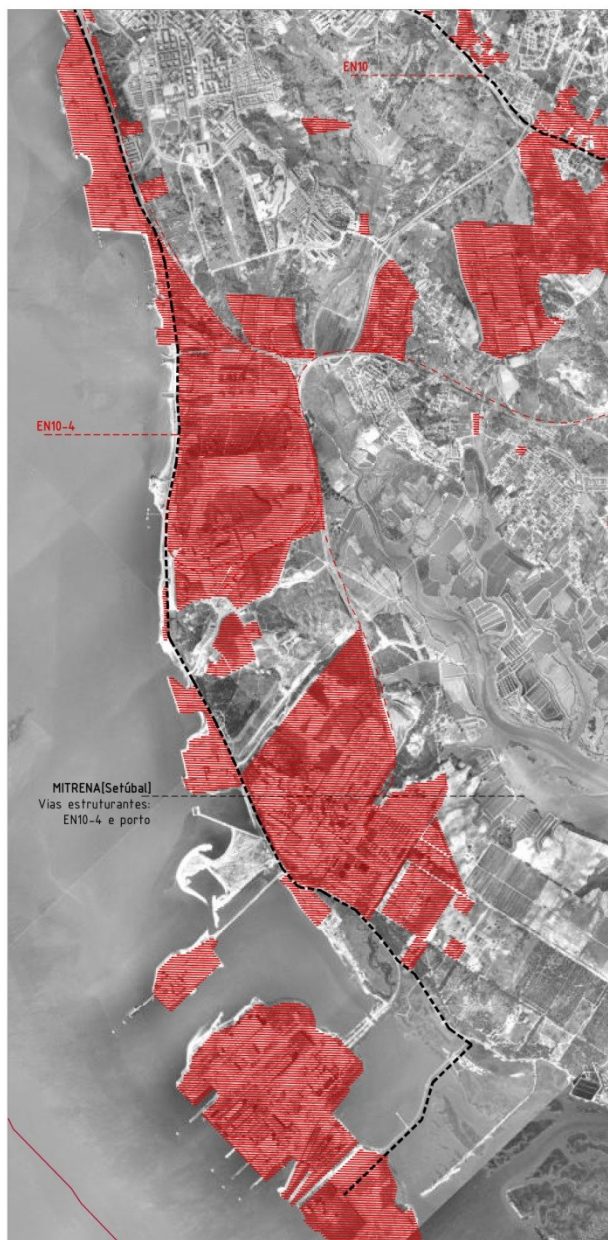 EN10
EN10-4
MITRENA[Setúbal]
Vias estruturantes:
EN10-4 e porto